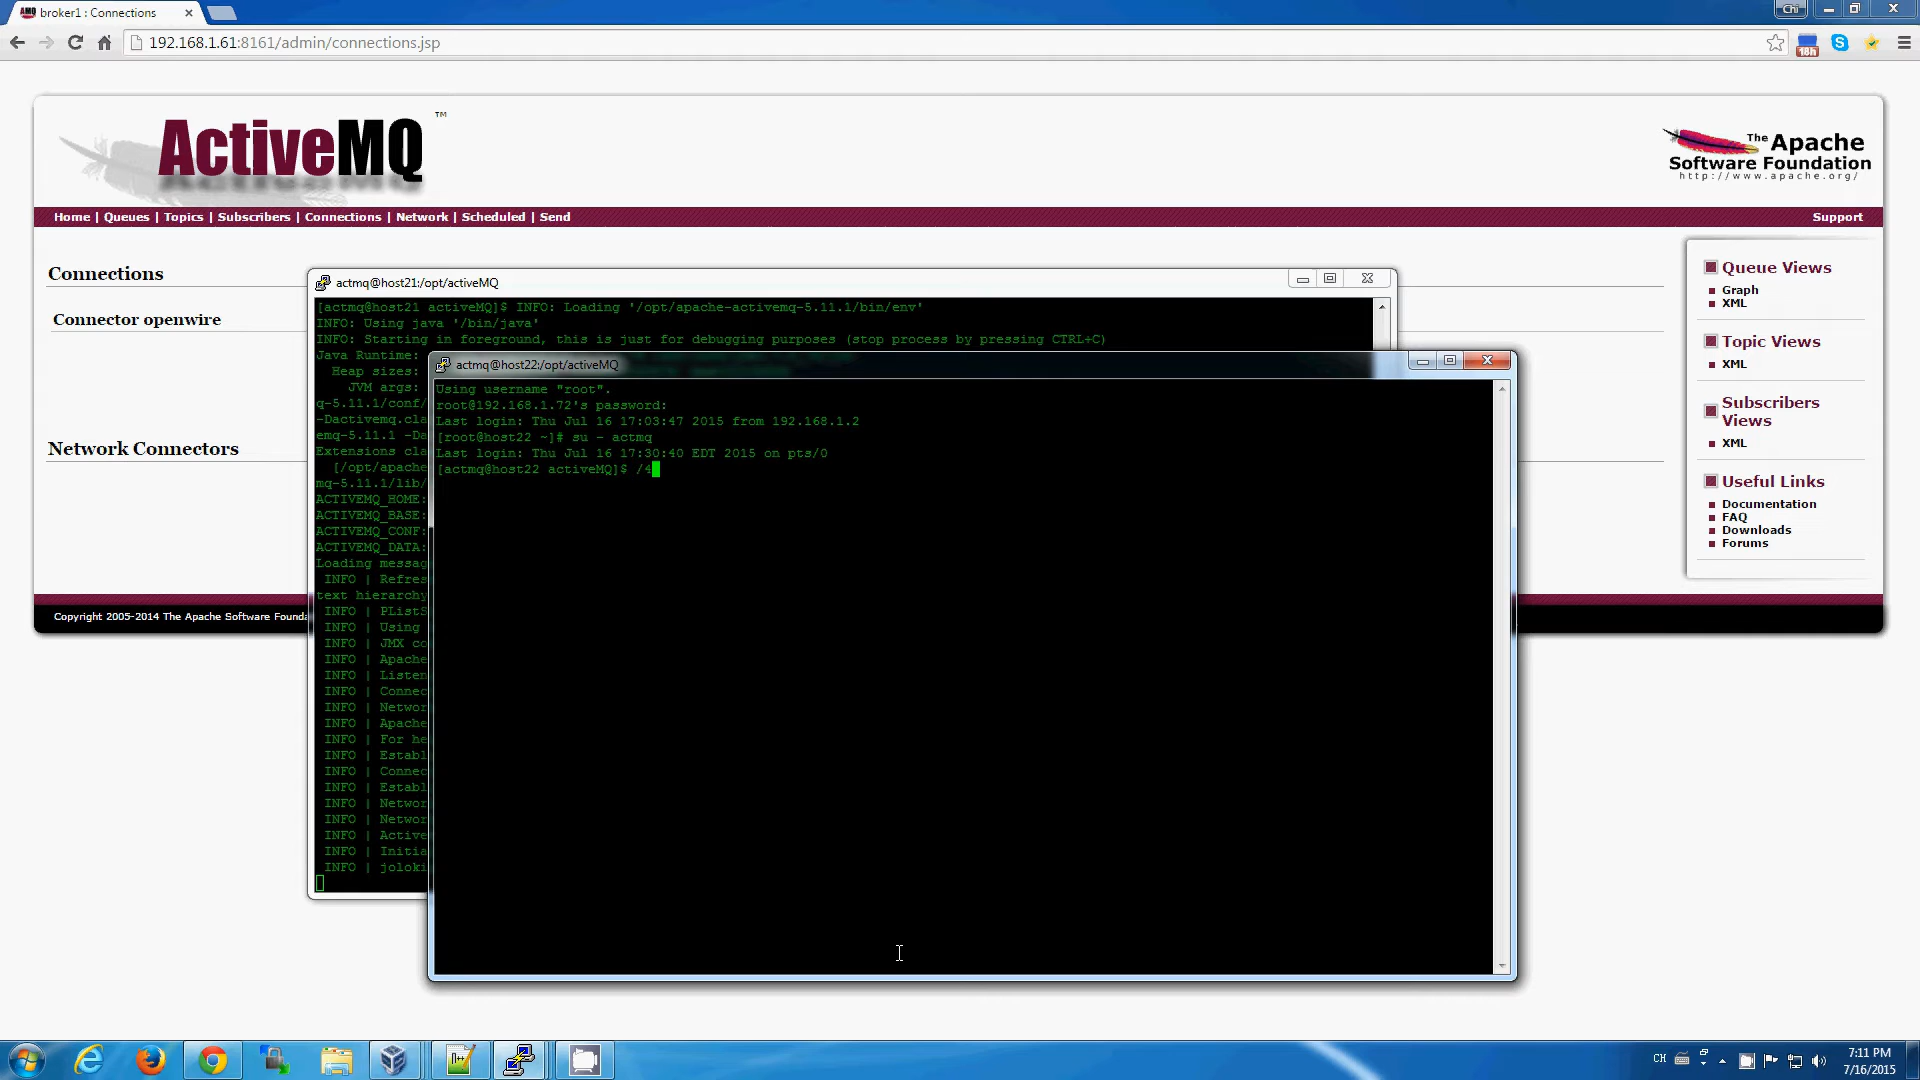 broker1 : Connections
Chi
192.168.1.61:8161/admin/connections.jsp
18h
ActiveMQ™
The Apache
Software Foundation
http://www.apache.org/
Home | Queues | Topics | Subscribers | Connections | Network | Scheduled | Send
Support
Connections
Connector openwire
Network Connectors
Copyright 2005-2014 The Apache Software Founda
Queue Views
Graph
XML
Topic Views
XML
Subscribers
Views
XML
Useful Links
Documentation
FAQ
Downloads
Forums
actmq@host21:/opt/activeMQ
[actmq@host21 activeMQ]$ INFO: Loading '/opt/apache-activemq-5.11.1/bin/env'
INFO: Using java '/bin/java'
INFO: Starting in foreground, this is just for debugging purposes (stop process by pressing CTRL+C)
Java Runtime:
Heap sizes:
JVM args:
q-5.11.1/conf/
-Dactivemq.cla
emq-5.11.1 -Da
Extensions cla
[/opt/apache
mq-5.11.1/lib/
ACTIVEMQ_HOME:
ACTIVEMQ_BASE:
ACTIVEMQ_CONF:
ACTIVEMQ_DATA:
Loading messag
INFO | Refres
text hierarchy
INFO | PListS
INFO | Using
INFO | JMX co
INFO | Apache
INFO | Listen
INFO | Connec
INFO | Networ
INFO | Apache
INFO | For he
INFO | Establ
INFO | Connec
INFO | Establ
INFO | Networ
INFO | Networ
INFO | Active
INFO | Initia
INFO | joloki
actmq@host22:/opt/activeMQ
Using username "root".
root@192.168.1.72's password:
Last login: Thu Jul 16 17:03:47 2015 from 192.168.1.2
[root@host22 ~]# su - actmq
Last login: Thu Jul 16 17:30:40 EDT 2015 on pts/0
[actmq@host22 activeMQ]$ /4
CH
7:11 PM
7/16/2015